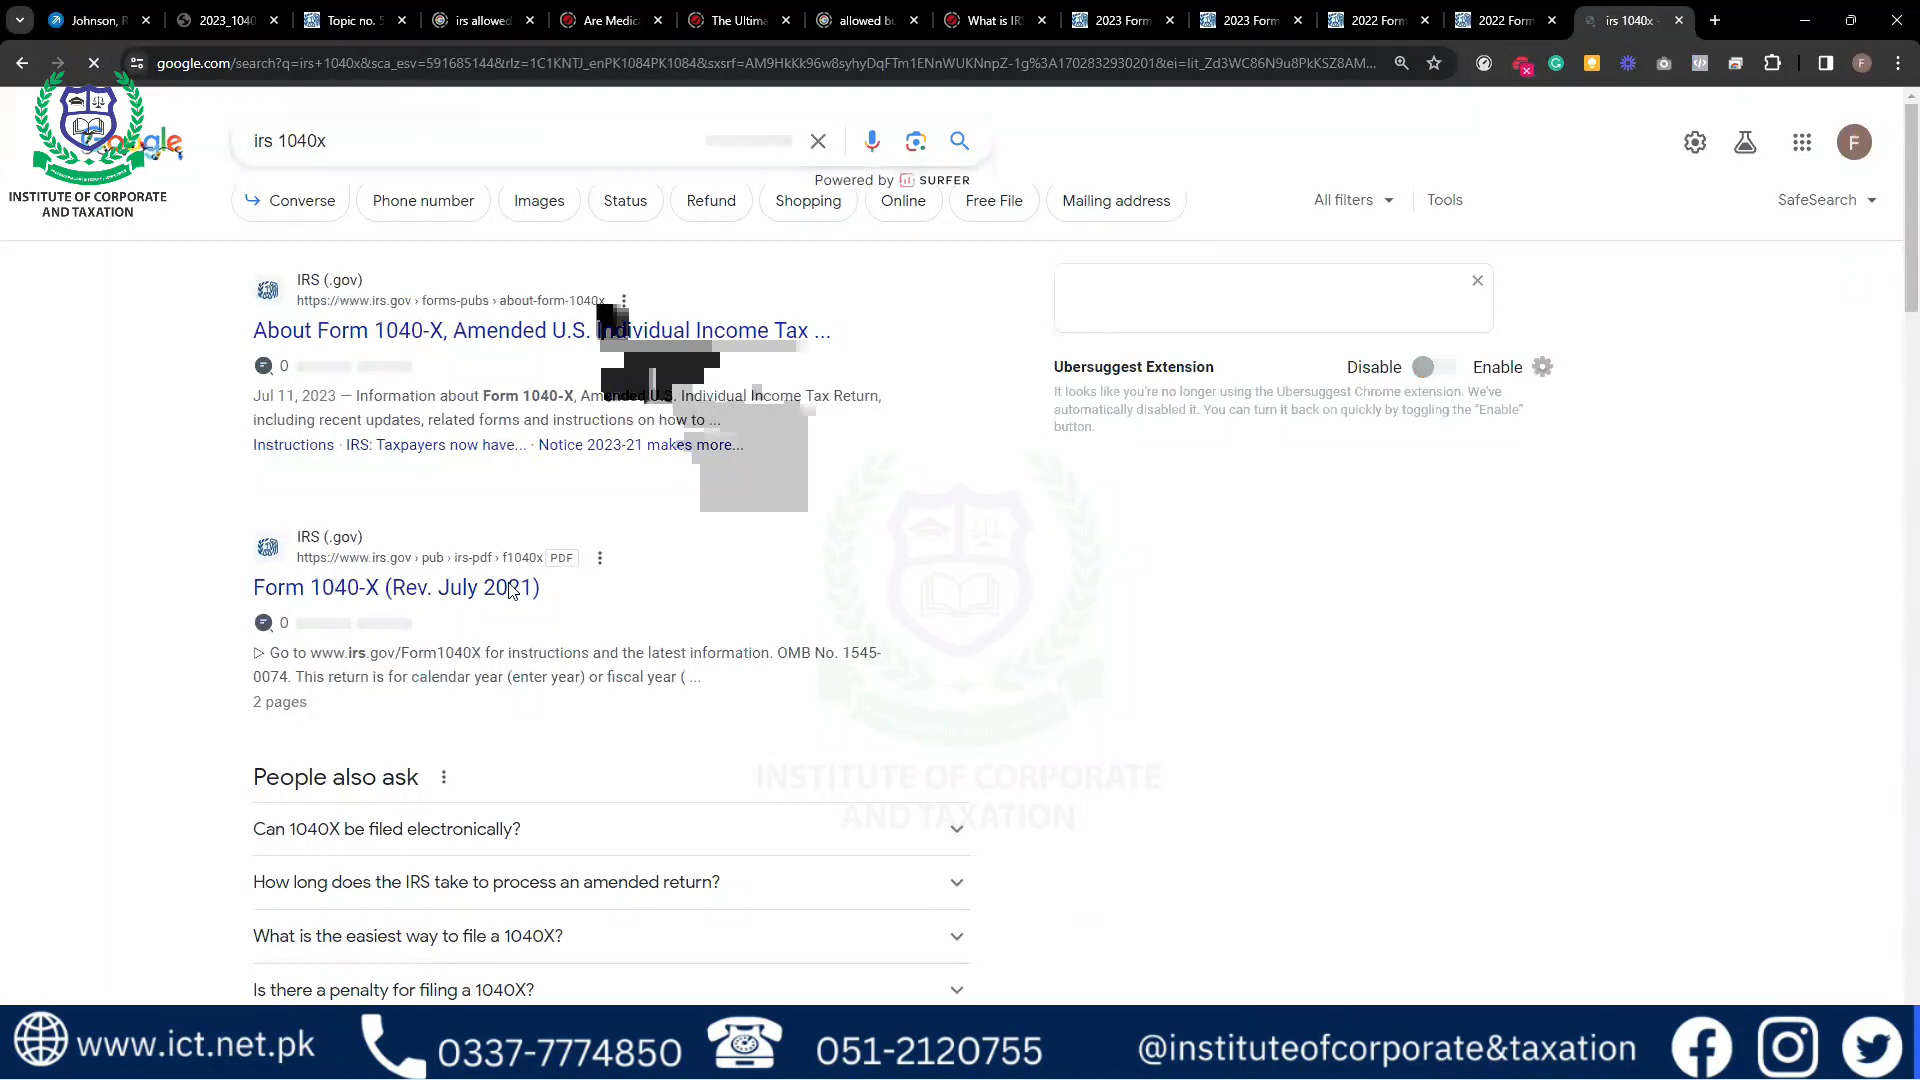 Johnson, R
2023_1040
Topic no. 5
irs allowed
Are Medic
The Ultima
allowed bu
What is IR
2023 Form
2023 Form
2022 Form
2022 Form
irs 1040x -
google.com/search?q=irs+1040x&sca_esv=591685144&rlz=1C1KNTJ_enPK1084PK1084&sxsrf=AM9HkKk96w8syhyDqFTm1ENnWUKNnpZ-1g%3A1702832930201&ei=Iit_Zd3WC86N9u8PkKSZ8AM...
irs 1040x
Powered by SURFER
F
INSTITUTE OF CORPORATE
AND TAXATION
Converse
Phone number
Images
Status
Refund
Shopping
Online
Free File
Mailing address
All filters
Tools
SafeSearch
IRS (.gov)
https://www.irs.gov › forms-pubs › about-form-1040x
About Form 1040-X, Amended U.S. Individual Income Tax ...
0
Jul 11, 2023 — Information about Form 1040-X, Amended U.S. Individual Income Tax Return,
including recent updates, related forms and instructions on how to ...
Instructions · IRS: Taxpayers now have... · Notice 2023-21 makes more...
Ubersuggest Extension
Disable
Enable
It looks like you're no longer using the Ubersuggest Chrome extension. We've
automatically disabled it. You can turn it back on quickly by toggling the "Enable"
button.
IRS (.gov)
https://www.irs.gov › pub › irs-pdf › f1040x PDF
Form 1040-X (Rev. July 2021)
0
▷ Go to www.irs.gov/Form1040X for instructions and the latest information. OMB No. 1545-
0074. This return is for calendar year (enter year) or fiscal year ( ...
2 pages
People also ask
INSTITUTE OF CORPORATE
AND TAXATION
Can 1040X be filed electronically?
How long does the IRS take to process an amended return?
What is the easiest way to file a 1040X?
Is there a penalty for filing a 1040X?
www.ict.net.pk
0337-7774850
051-2120755
@instituteofcorporate&taxation